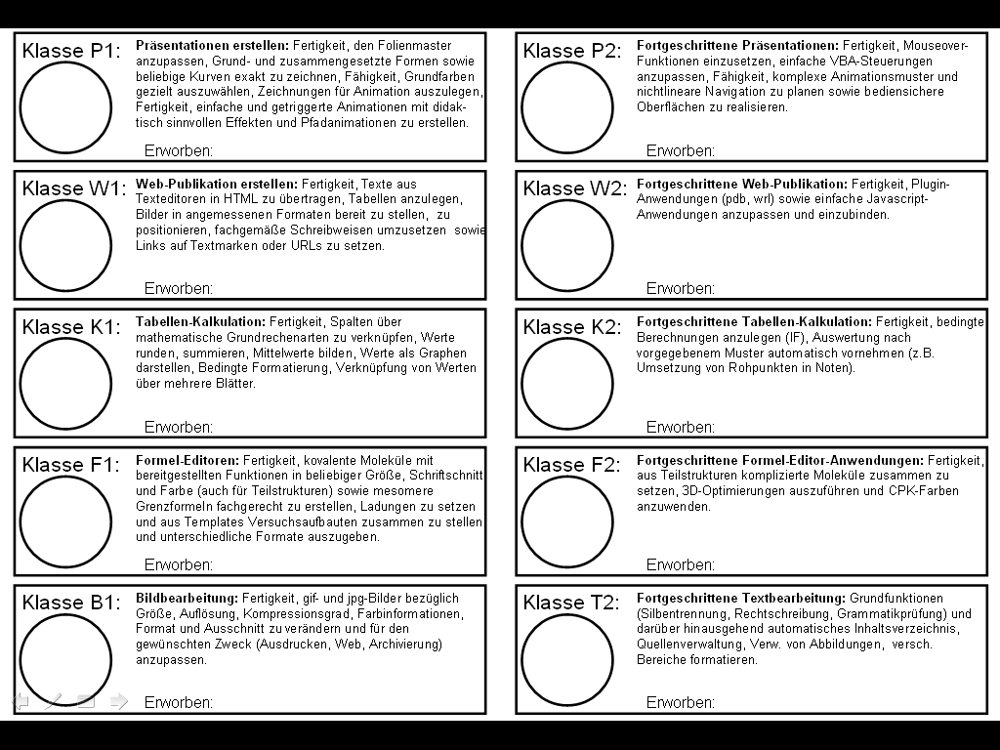 Klasse P1:
Präsentationen erstellen: Fertigkeit, den Folienmaster
anzupassen, Grund- und zusammengesetzte Formen sowie
beliebige Kurven exakt zu zeichnen, Fähigkeit, Grundfarben
gezielt auszuwählen, Zeichnungen für Animation auszulegen,
Fertigkeit, einfache und getriggerte Animationen mit didak-
tisch sinnvollen Effekten und Pfadanimationen zu erstellen.
Erworben:
Klasse P2:
Fortgeschrittene Präsentationen: Fertigkeit, Mouseover-
Funktionen einzusetzen, einfache VBA-Steuerungen
anzupassen, Fähigkeit, komplexe Animationsmuster und
nichtlineare Navigation zu planen sowie bediensichere
Oberflächen zu realisieren.
Erworben:
Klasse W1:
Web-Publikation erstellen: Fertigkeit, Texte aus
Texteditoren in HTML zu übertragen, Tabellen anzulegen,
Bilder in angemessenen Formaten bereit zu stellen, zu
positionieren, fachgemäße Schreibweisen umzusetzen sowie
Links auf Textmarken oder URLs zu setzen.
Erworben:
Klasse W2:
Fortgeschrittene Web-Publikation: Fertigkeit, Plugin-
Anwendungen (pdb, wrl) sowie einfache Javascript-
Anwendungen anzupassen und einzubinden.
Erworben:
Klasse K1:
Tabellen-Kalkulation: Fertigkeit, Spalten über
mathematische Grundrechenarten zu verknüpfen, Werte
runden, summieren, Mittelwerte bilden, Werte als Graphen
darstellen, Bedingte Formatierung, Verknüpfung von Werten
über mehrere Blätter.
Erworben:
Klasse K2:
Fortgeschrittene Tabellen-Kalkulation: Fertigkeit, bedingte
Berechnungen anzulegen (IF), Auswertung nach
vorgegebenem Muster automatisch vornehmen (z.B.
Umsetzung von Rohpunkten in Noten).
Erworben:
Klasse F1:
Formel-Editoren: Fertigkeit, kovalente Moleküle mit
bereitgestellten Funktionen in beliebiger Größe, Schriftschnitt
und Farbe (auch für Teilstrukturen) sowie mesomere
Grenzformeln fachgerecht zu erstellen, Ladungen zu setzen
und aus Templates Versuchsaufbauten zusammen zu stellen
und unterschiedliche Formate auszugeben.
Erworben:
Klasse F2:
Fortgeschrittene Formel-Editor-Anwendungen: Fertigkeit,
aus Teilstrukturen komplizierte Moleküle zusammen zu
setzen, 3D-Optimierungen auszuführen und CPK-Farben
anzuwenden.
Erworben:
Klasse B1:
Bildbearbeitung: Fertigkeit, gif- und jpg-Bilder bezüglich
Größe, Auflösung, Kompressionsgrad, Farbinformationen,
Format und Ausschnitt zu verändern und für den
gewünschten Zweck (Ausdrucken, Web, Archivierung)
anzupassen.
Erworben:
Klasse T2:
Fortgeschrittene Textbearbeitung: Grundfunktionen
(Silbentrennung, Rechtschreibung, Grammatikprüfung) und
darüber hinausgehend automatisches Inhaltsverzeichnis,
Quellenverwaltung, Verw. von Abbildungen, versch.
Bereiche formatieren.
Erworben: